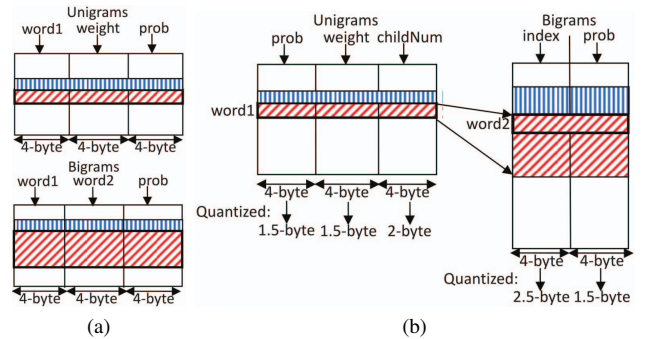 Unigrams
word1 weight prob
4-byte 4-byte 4-byte
Bigrams
word1 word2 prob
4-byte 4-byte 4-byte
(a)
Unigrams
prob weight childNum
word1
4-byte 4-byte 4-byte
Quantized:
1.5-byte 1.5-byte 2-byte
Bigrams
index prob
word2
4-byte 4-byte
Quantized:
2.5-byte 1.5-byte
(b)